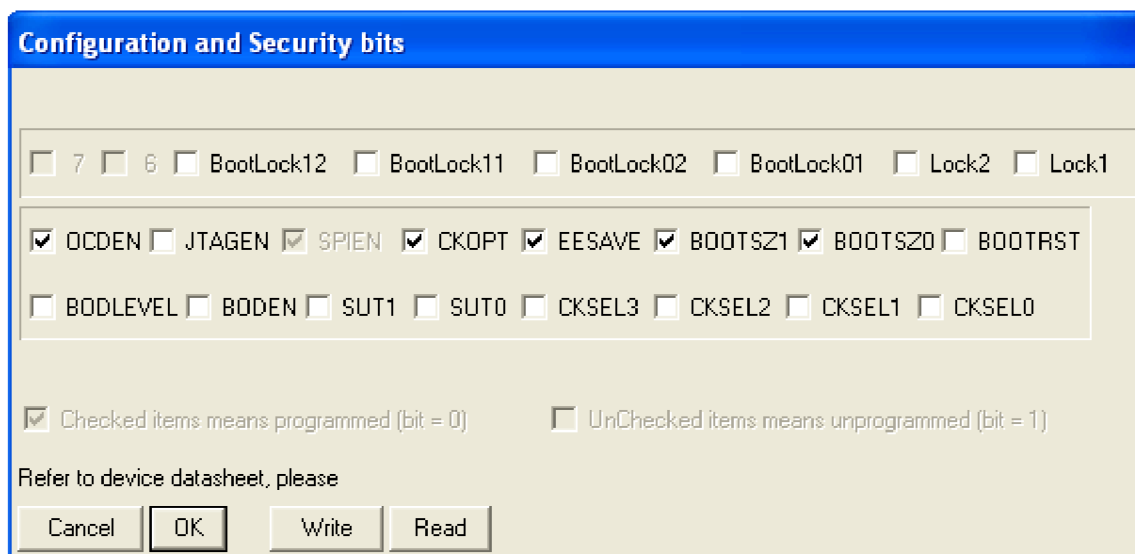 Configuration and Security bits
7 6 BootLock12 BootLock11 BootLock02 BootLock01 Lock2 Lock1
OCDEN JTAGEN SPIEN CKOPT EESAVE BOOTSZ1 BOOTSZ0 BOOTRST
BODLEVEL BODEN SUT1 SUT0 CKSEL3 CKSEL2 CKSEL1 CKSEL0
Checked items means programmed (bit = 0) UnChecked items means unprogrammed (bit = 1)
Refer to device datasheet, please
Cancel OK Write Read